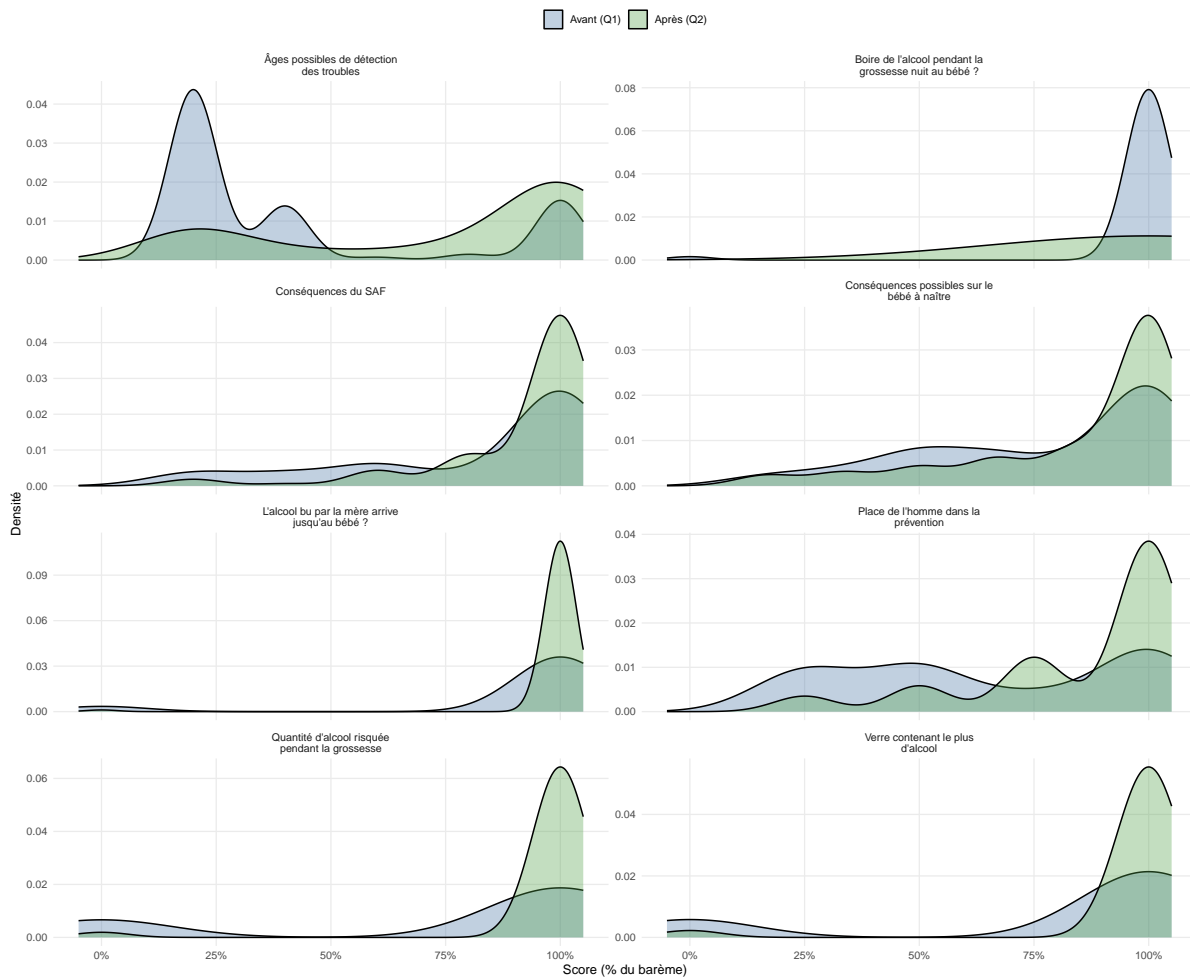 Avant (Q1) Après (Q2)
Âges possibles de détection
des troubles
Boire de l'alcool pendant la
grossesse nuit au bébé ?
0.04
0.03
0.02
0.01
0.00
0.08
0.06
0.04
0.02
0.00
Conséquences du SAF
Conséquences possibles sur le
bébé à naître
0.04
0.03
0.02
0.01
0.00
0.03
0.02
0.01
0.00
Densité
L'alcool bu par la mère arrive
jusqu'au bébé ?
Place de l'homme dans la
prévention
0.09
0.06
0.03
0.00
0.04
0.03
0.02
0.01
0.00
Quantité d'alcool risquée
pendant la grossesse
Verre contenant le plus
d'alcool
0.06
0.04
0.02
0.00
0.04
0.02
0.00
0% 25% 50% 75% 100%
0% 25% 50% 75% 100%
Score (% du barème)